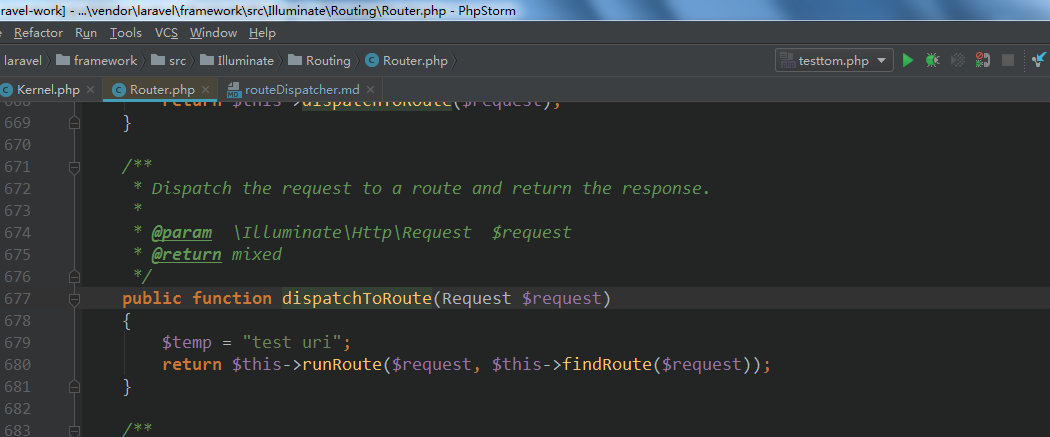 ravel-work] - ...\vendor\laravel\framework\src\Illuminate\Routing\Router.php - PhpStorm
Refactor Run Tools VCS Window Help
laravel framework src Illuminate Routing Router.php testtom.php
Kernel.php Router.php routeDispatcher.md
668 return $this->dispatchToRoute($request);
669 }
670
671 /**
672 * Dispatch the request to a route and return the response.
673 *
674 * @param \Illuminate\Http\Request $request
675 * @return mixed
676 */
677 public function dispatchToRoute(Request $request)
678 {
679 $temp = "test uri";
680 return $this->runRoute($request, $this->findRoute($request));
681 }
682
683 /**